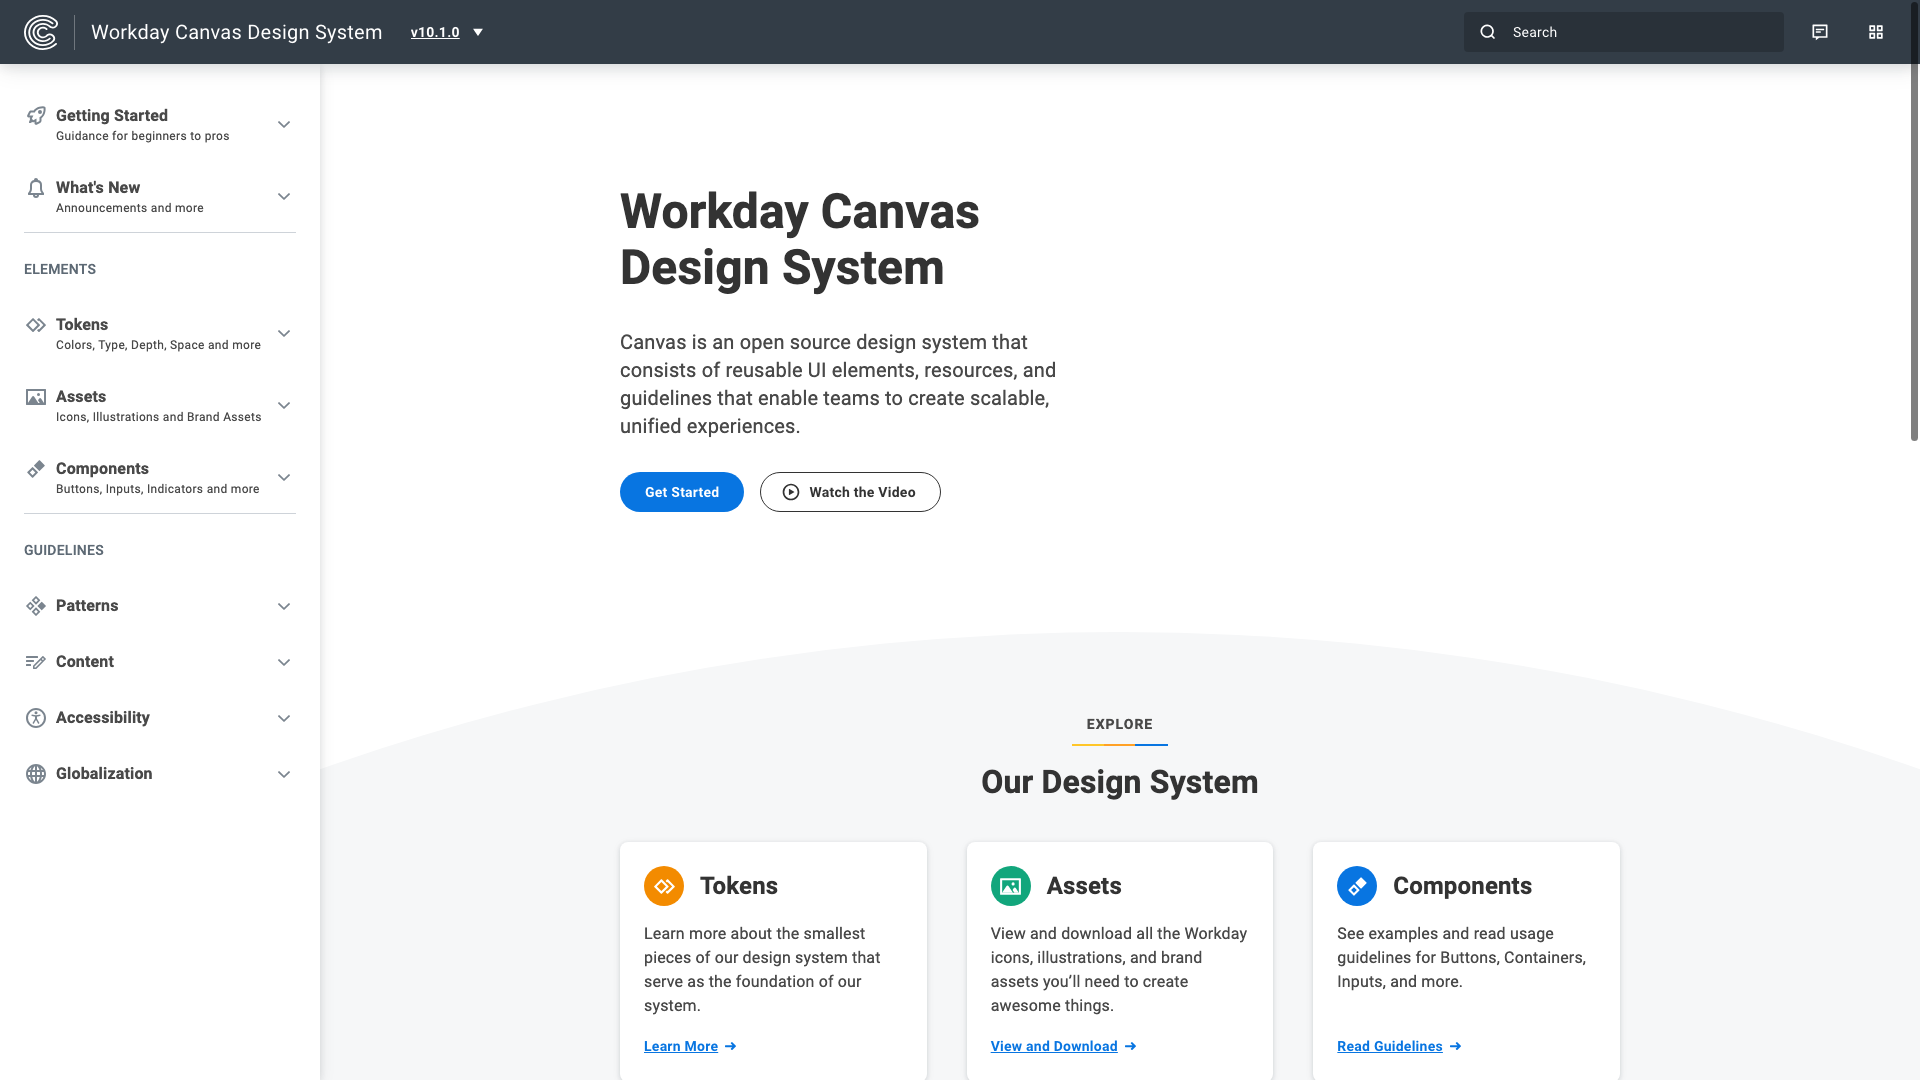 Workday Canvas Design System
v10.1.0
Search
Getting Started
Guidance for beginners to pros
What's New
Announcements and more
ELEMENTS
Tokens
Colors, Type, Depth, Space and more
Assets
Icons, Illustrations and Brand Assets
Components
Buttons, Inputs, Indicators and more
GUIDELINES
Patterns
Content
Accessibility
Globalization
Workday Canvas
Design System
Canvas is an open source design system that
consists of reusable UI elements, resources, and
guidelines that enable teams to create scalable,
unified experiences.
Get Started
Watch the Video
EXPLORE
Our Design System
Tokens
Learn more about the smallest
pieces of our design system that
serve as the foundation of our
system.
Learn More
Assets
View and download all the Workday
icons, illustrations, and brand
assets you’ll need to create
awesome things.
View and Download
Components
See examples and read usage
guidelines for Buttons, Containers,
Inputs, and more.
Read Guidelines